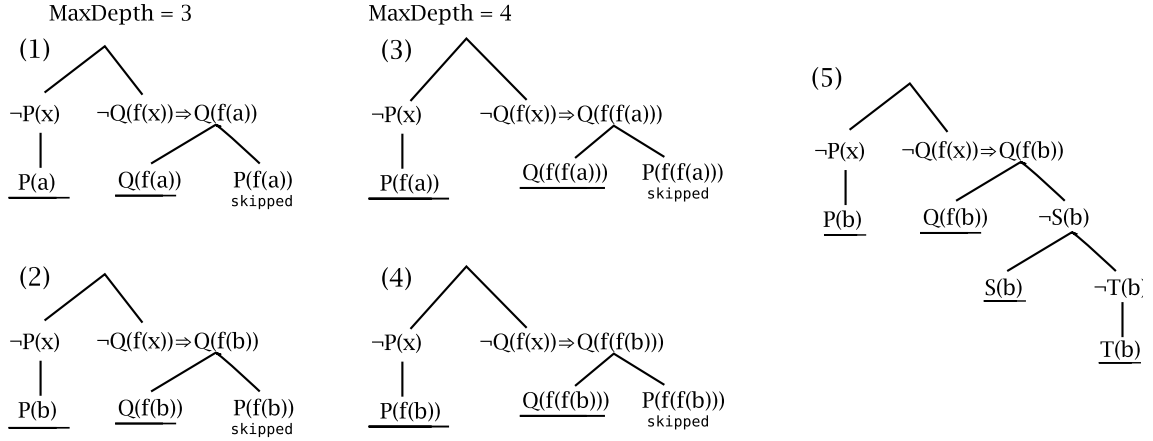 MaxDepth = 3
(1)
¬P(x) ¬Q(f(x))⇒Q(f(a))
P(a) Q(f(a)) P(f(a))
skipped
(2)
¬P(x) ¬Q(f(x))⇒Q(f(b))
P(b) Q(f(b)) P(f(b))
skipped
MaxDepth = 4
(3)
¬P(x) ¬Q(f(x))⇒Q(f(f(a)))
P(f(a)) Q(f(f(a))) P(f(f(a)))
skipped
(4)
¬P(x) ¬Q(f(x))⇒Q(f(f(b)))
P(f(b)) Q(f(f(b))) P(f(f(b)))
skipped
(5)
¬P(x) ¬Q(f(x))⇒Q(f(b))
P(b) Q(f(b)) ¬S(b)
S(b) ¬T(b)
T(b)